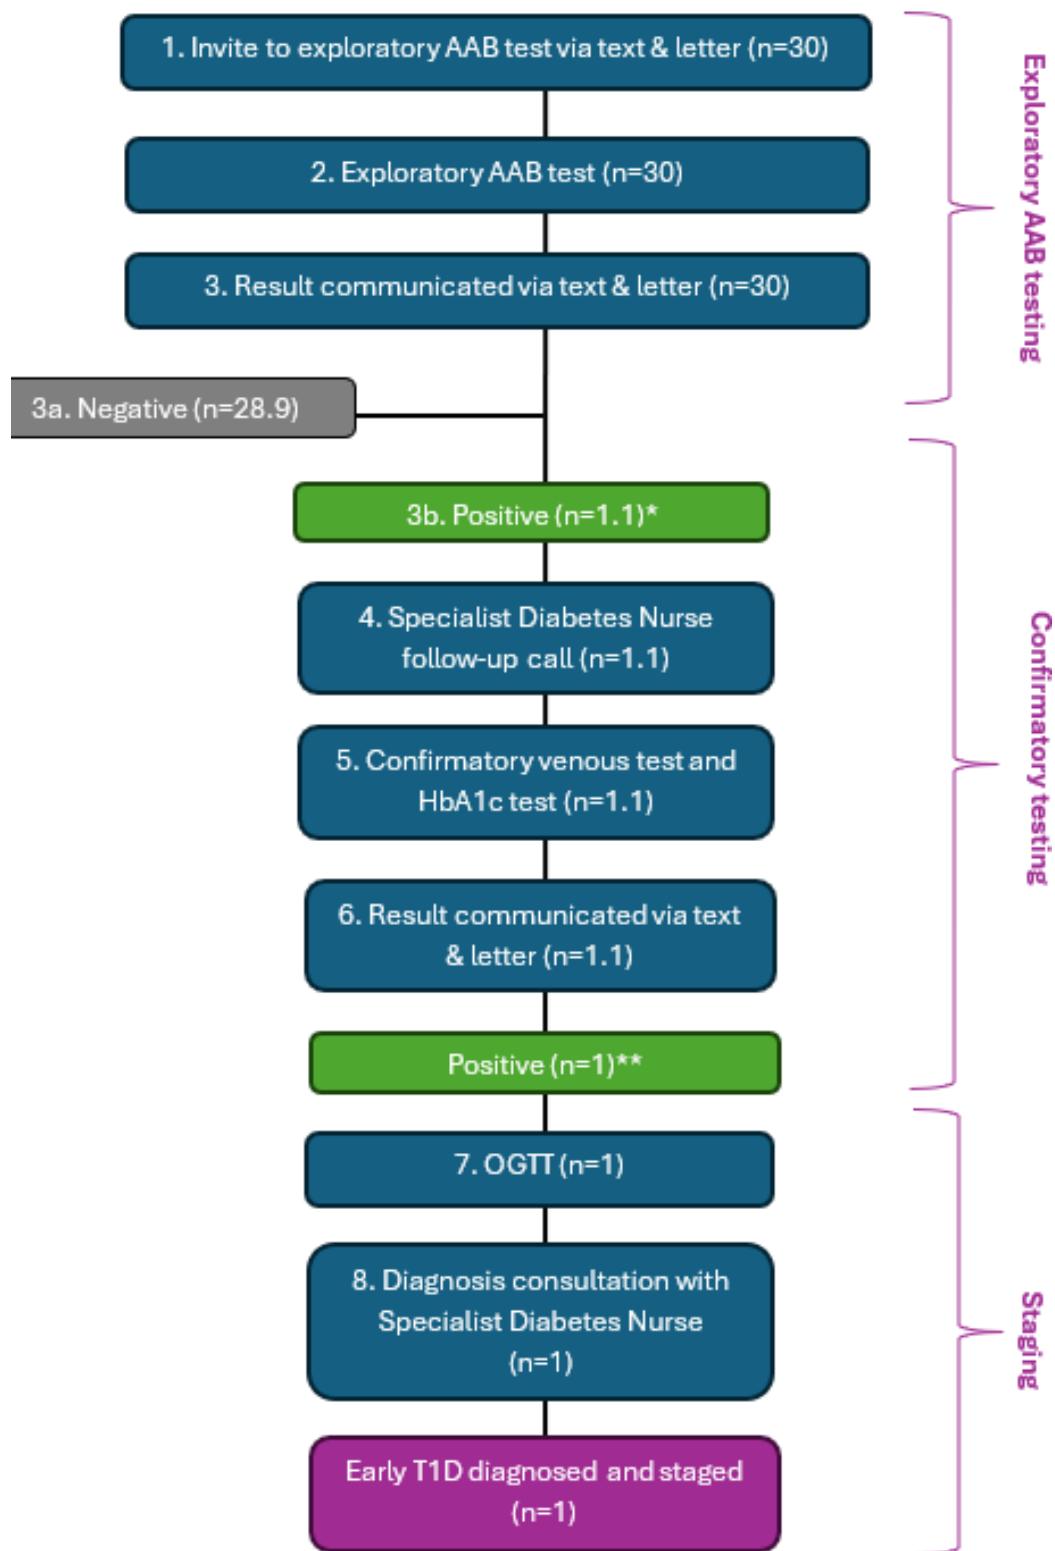 1. Invite to exploratory AAB test via text & letter (n=30)
2. Exploratory AAB test (n=30)
3. Result communicated via text & letter (n=30)
Exploratory AAB testing
3a. Negative (n=28.9)
3b. Positive (n=1.1)*
4. Specialist Diabetes Nurse
follow-up call (n=1.1)
5. Confirmatory venous test and
HbA1c test (n=1.1)
6. Result communicated via text
& letter (n=1.1)
Positive (n=1)**
Confirmatory testing
7. OGTT (n=1)
8. Diagnosis consultation with
Specialist Diabetes Nurse
(n=1)
Early T1D diagnosed and staged
(n=1)
Staging